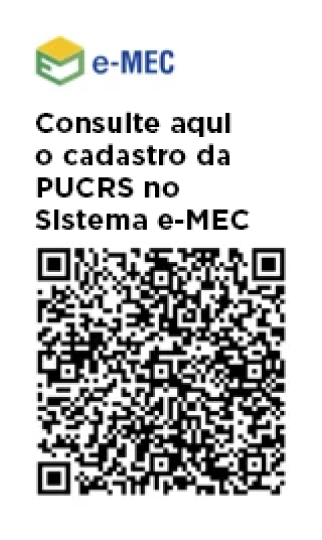 e-MEC
Consulte aqui
o cadastro da
PUCRS no
Sistema e-MEC